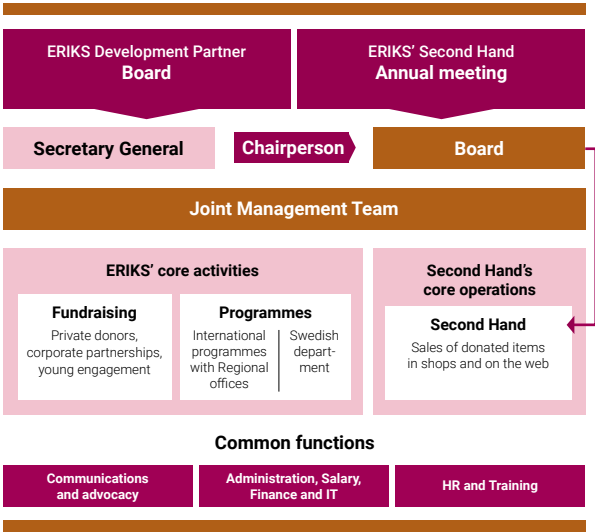 ERIKS Development Partner
Board
ERIKS’ Second Hand
Annual meeting
Secretary General
Chairperson
Board
Joint Management Team
ERIKS’ core activities
Fundraising
Private donors,
corporate partnerships,
young engagement
Programmes
International
programmes
with Regional
offices
Swedish
depart-
ment
Second Hand’s
core operations
Second Hand
Sales of donated items
in shops and on the web
Common functions
Communications
and advocacy
Administration, Salary,
Finance and IT
HR and Training